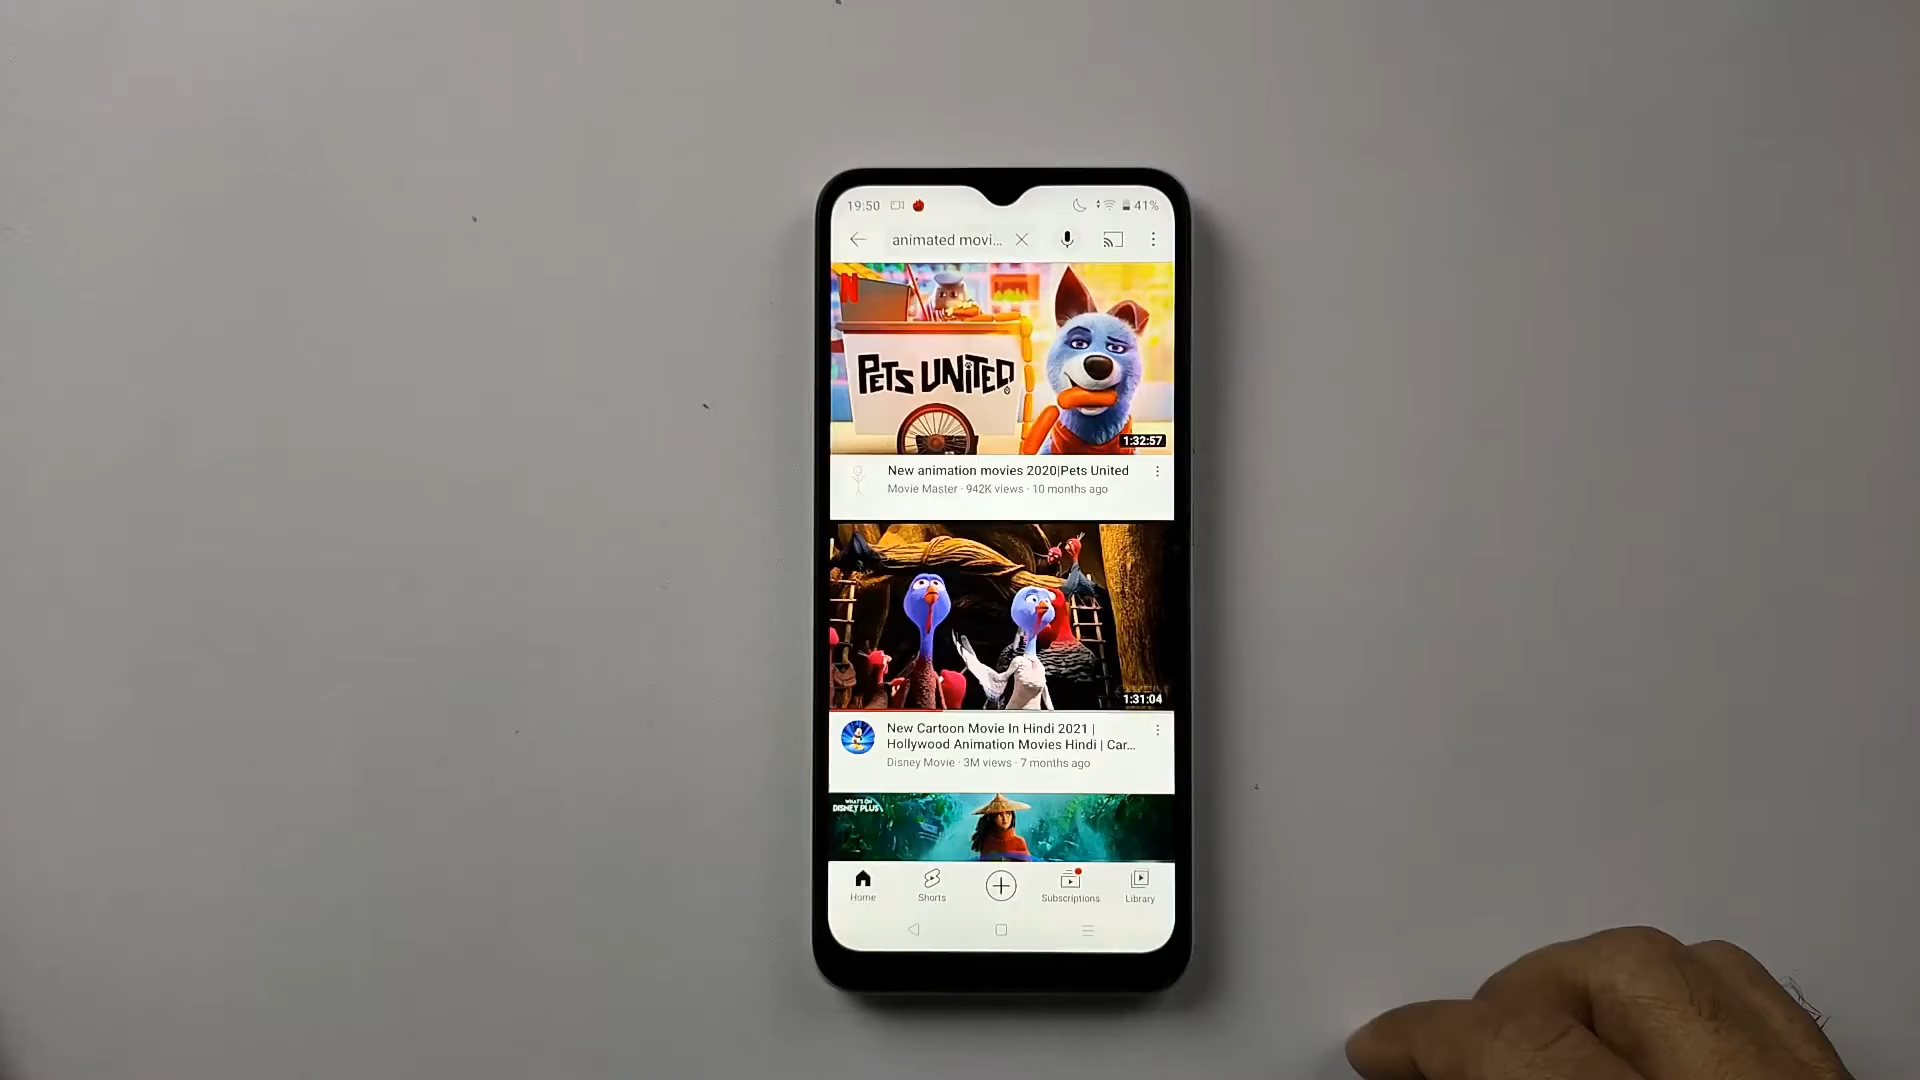 19:50
41%
animated movi...
N
PETS UNITED
1:32:57
New animation movies 2020|Pets United
Movie Master · 942K views · 10 months ago
1:31:04
New Cartoon Movie In Hindi 2021 |
Hollywood Animation Movies Hindi | Car...
Disney Movie · 3M views · 7 months ago
WHAT'S ON
DISNEY PLUS
Home
Shorts
Subscriptions
Library